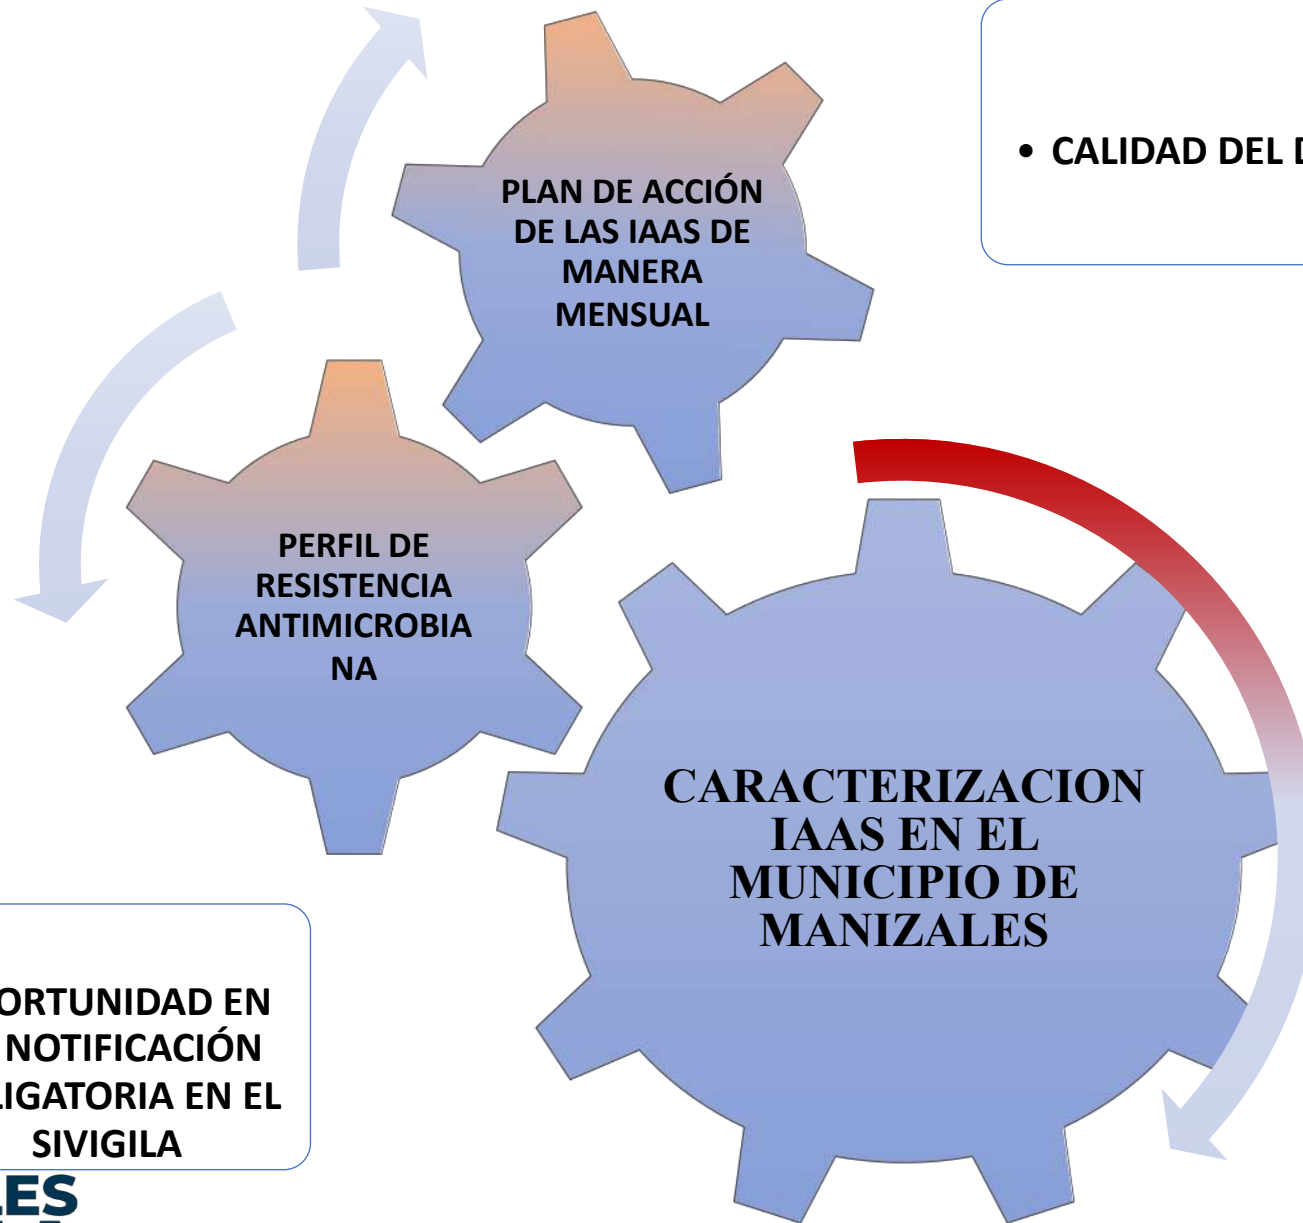 PLAN DE ACCIÓN
DE LAS IAAS DE
MANERA
MENSUAL
• CALIDAD DEL
PERFIL DE
RESISTENCIA
ANTIMICROBIA
NA
CARACTERIZACION
IAAS EN EL
MUNICIPIO DE
MANIZALES
ORTUNIDAD EN
NOTIFICACIÓN
LIGATORIA EN EL
SIVIGILA
LES